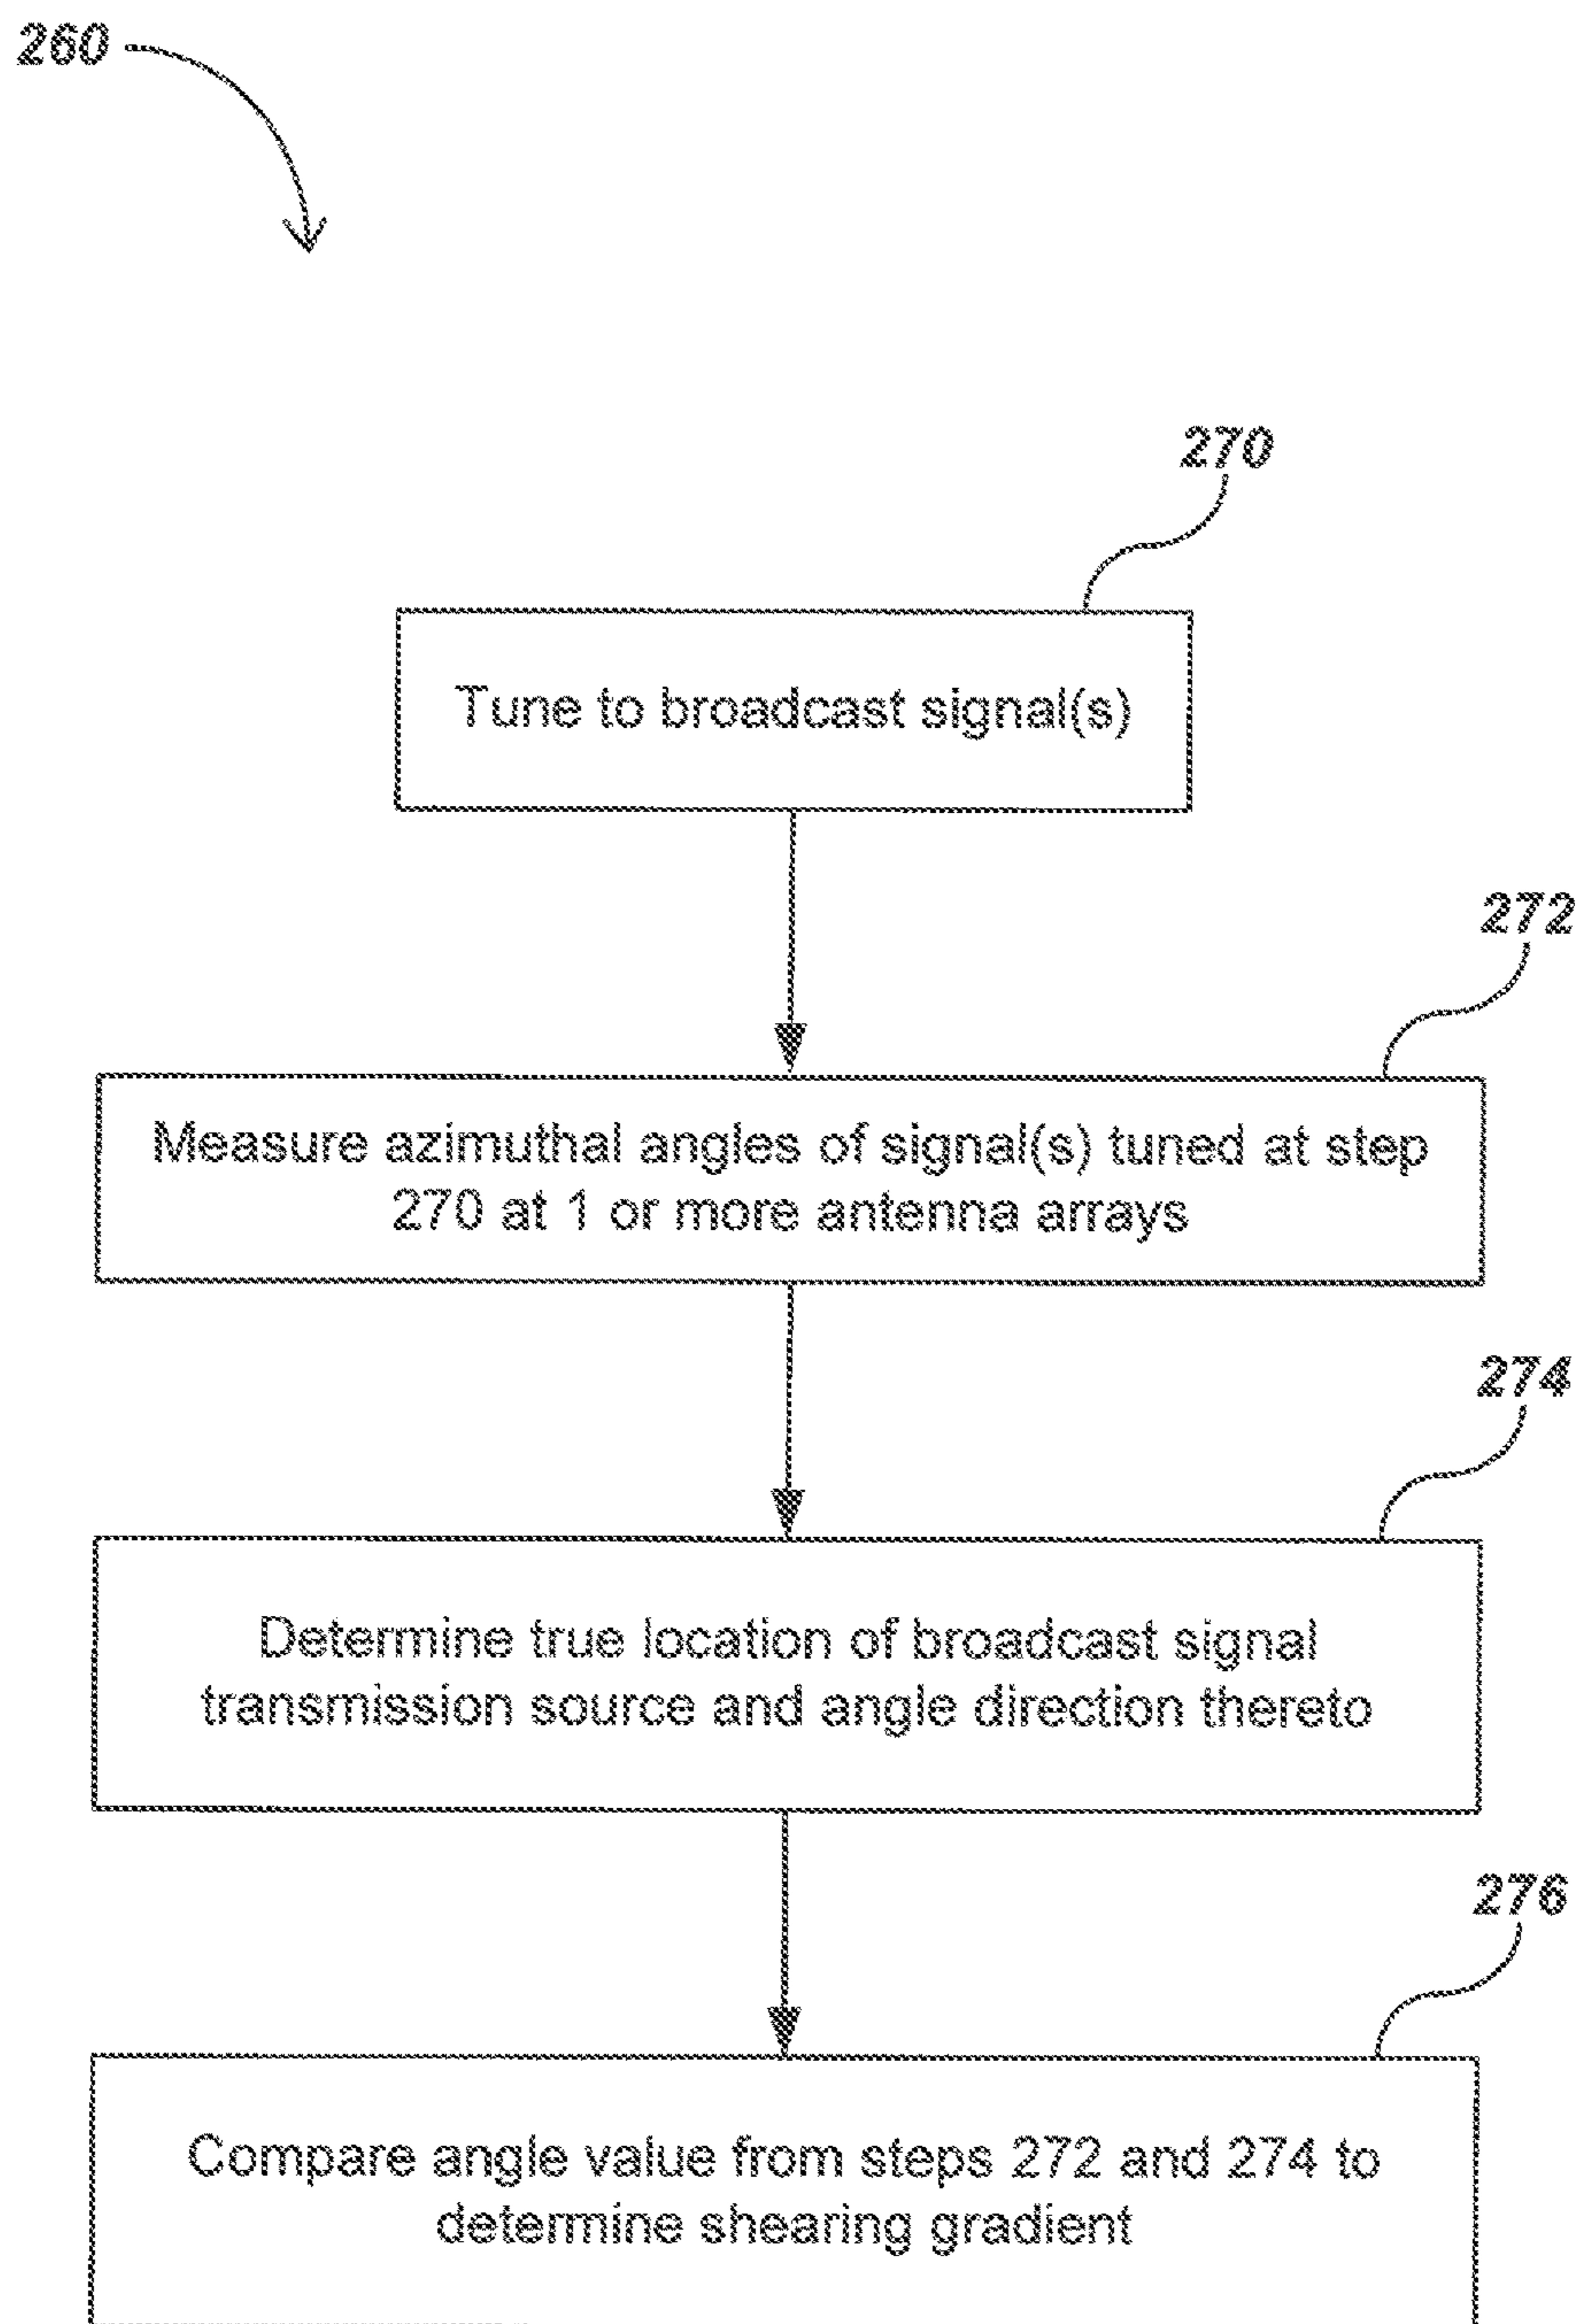 260
270
Tune to broadcast signal(s)
272
Measure azimuthal angles of signal(s) tuned at step
270 at 1 or more antenna arrays
274
Determine true location of broadcast signal
transmission source and angle direction thereto
276
Compare angle value from steps 272 and 274 to
determine shearing gradient